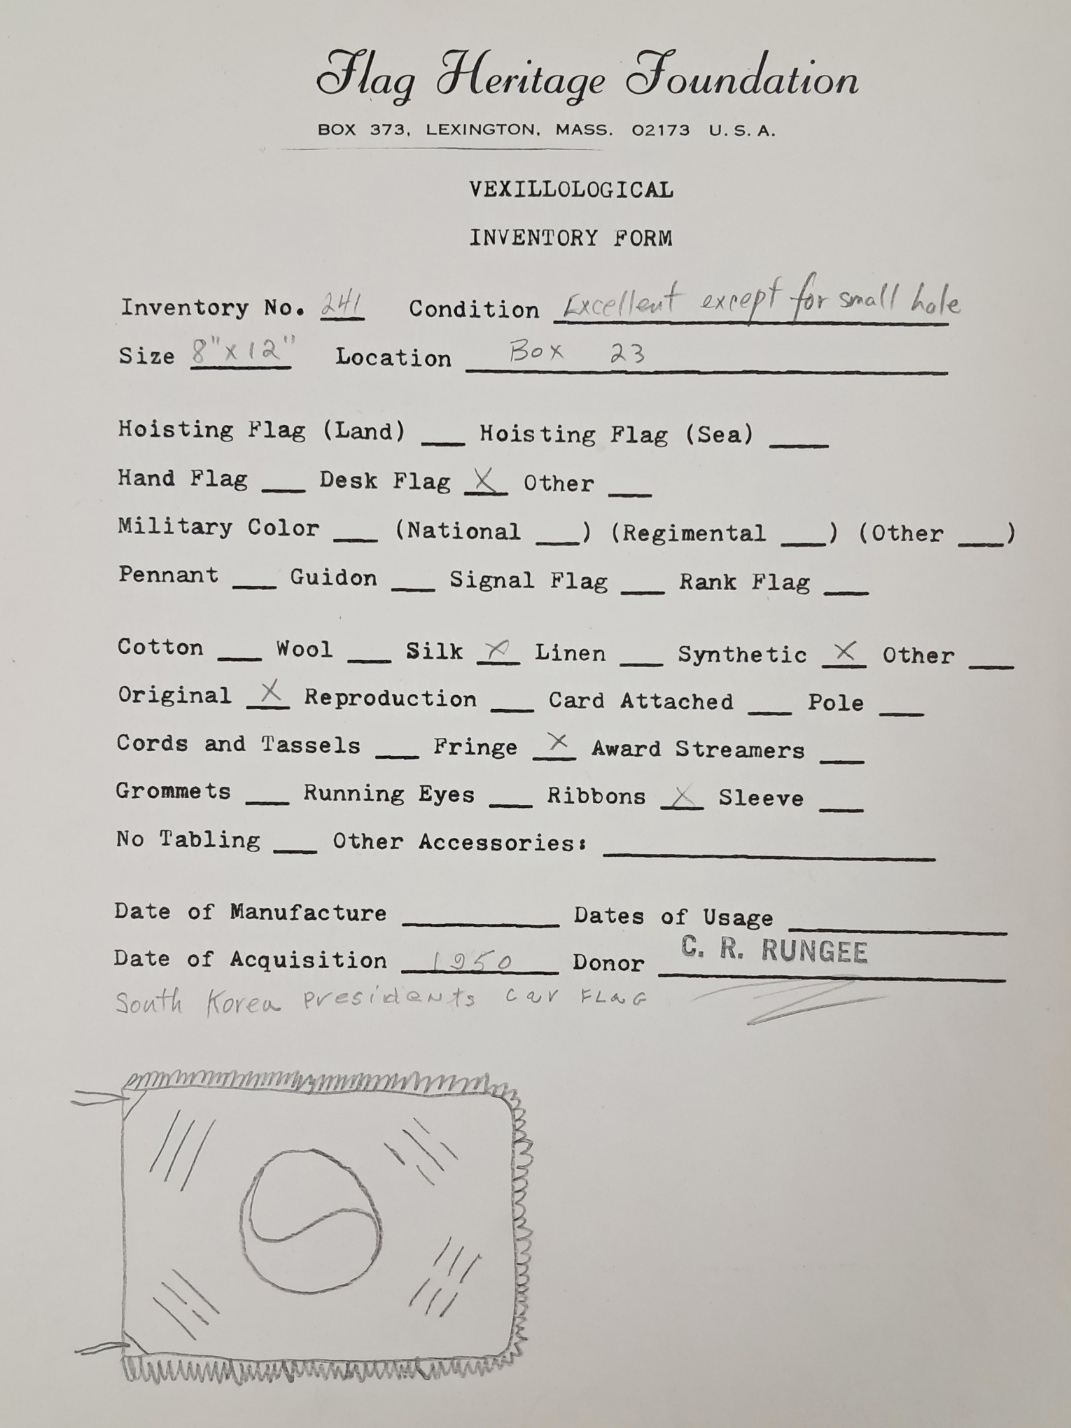 Flag Heritage Foundation
BOX 373, LEXINGTON, MASS. 02173 U.S.A.
VEXILLOLOGICAL
INVENTORY FORM
Inventory No. 241 Condition Excellent except for small hole
Size 8"x12" Location Box 23
Hoisting Flag (Land) ___ Hoisting Flag (Sea) ____
Hand Flag ___ Desk Flag X Other ___
Military Color ___ (National ___) (Regimental ___) (Other ___)
Pennant ___ Guidon ___ Signal Flag ___ Rank Flag ___
Cotton ___ Wool ___ Silk X Linen ___ Synthetic X Other ___
Original X Reproduction ___ Card Attached ___ Pole ___
Cords and Tassels ___ Fringe X Award Streamers ___
Grommets ___ Running Eyes ___ Ribbons X Sleeve ___
No Tabling ___ Other Accessories: ___
Date of Manufacture ___ Dates of Usage ___
Date of Acquisition 1950 Donor C. R. RUNGEE
South Korea presidents car FLAG